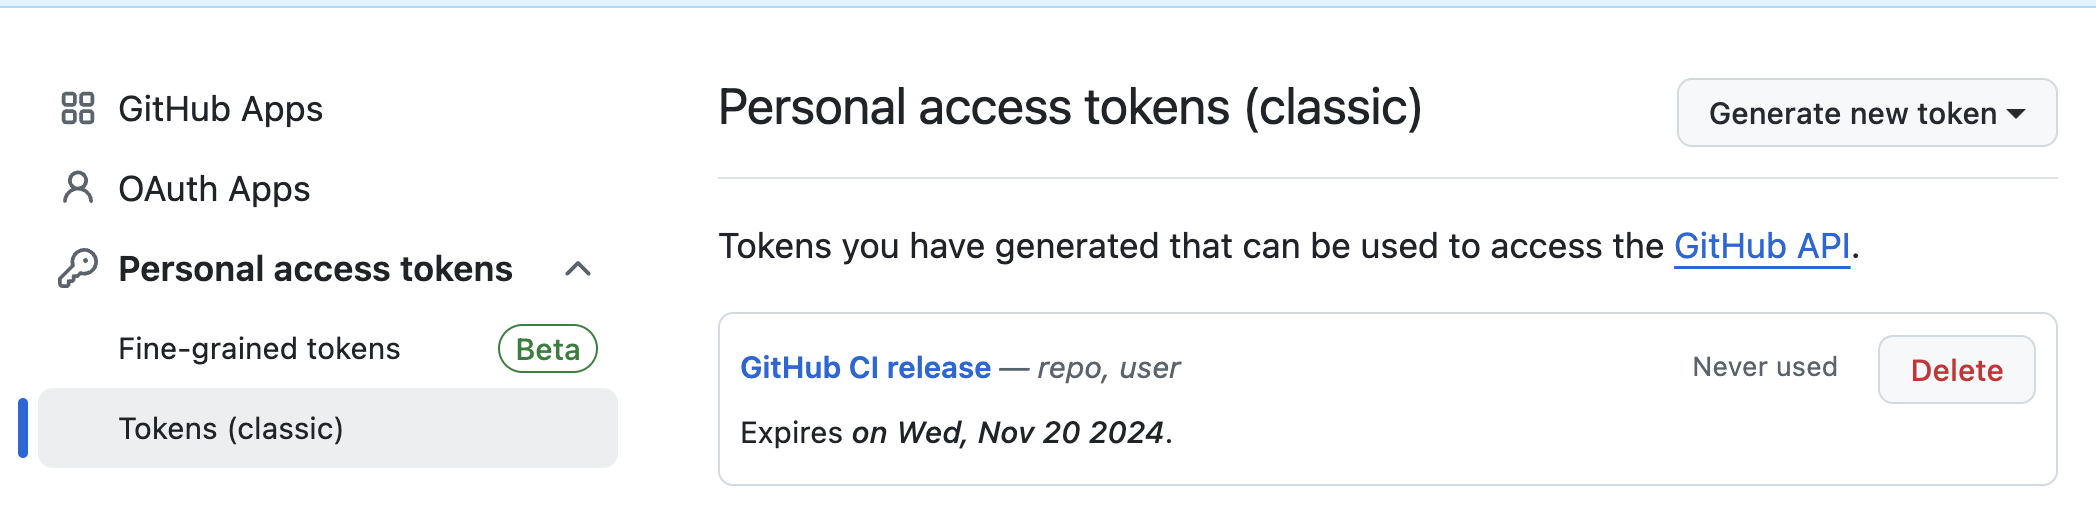 GitHub Apps
OAuth Apps
Personal access tokens
Fine-grained tokens Beta
Tokens (classic)
Personal access tokens (classic)
Generate new token
Tokens you have generated that can be used to access the GitHub API.
GitHub CI release — repo, user
Never used
Delete
Expires on Wed, Nov 20 2024.